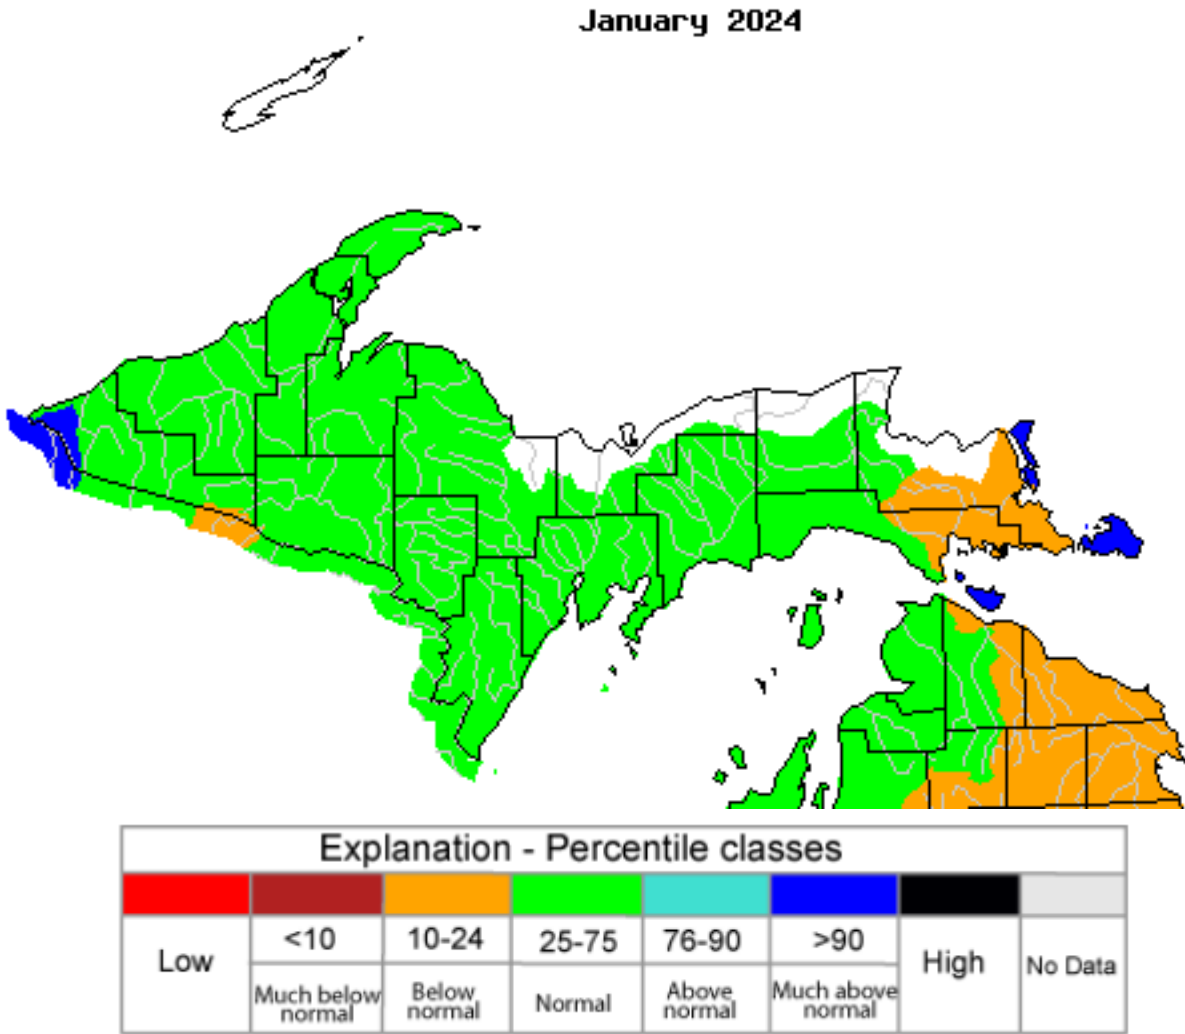 January 2024
Explanation - Percentile classes
Low
<10
10-24
25-75
76-90
>90
High
No Data
Much below
normal
Below
normal
Normal
Above
normal
Much above
normal